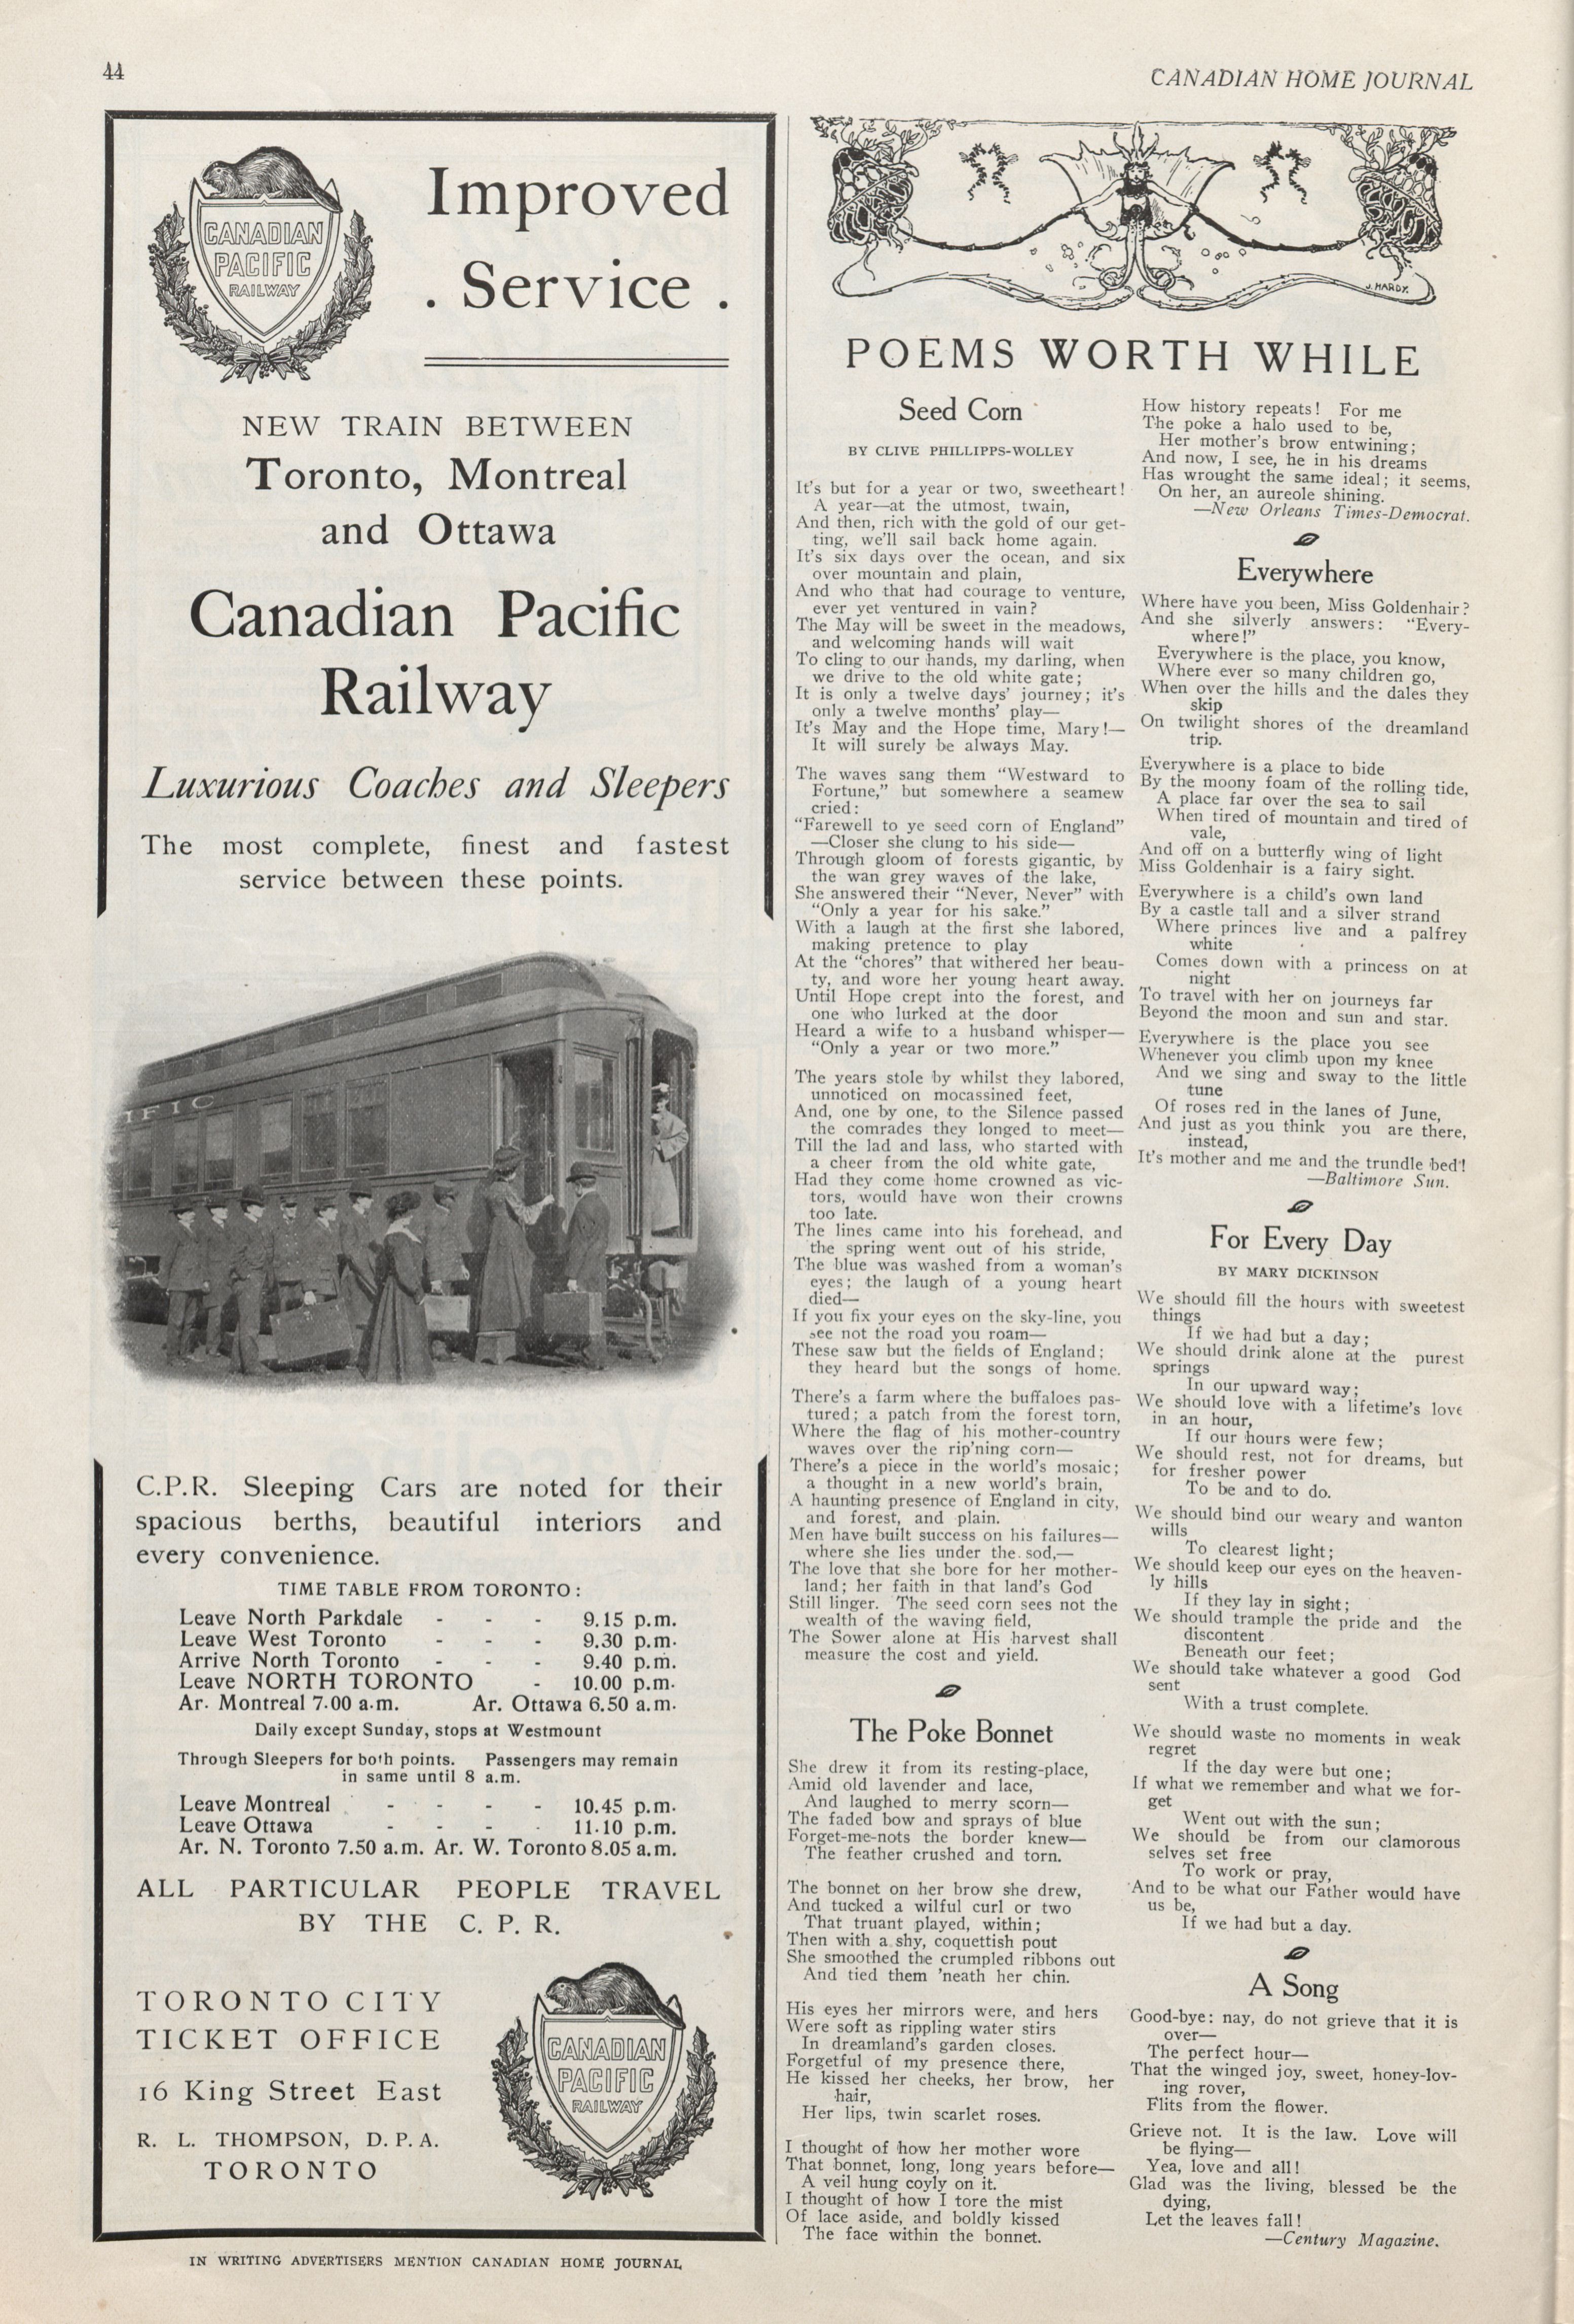 44
CANADIAN HOME JOURNAL
CANADIAN
PACIFIC
RAILWAY
Improved
. Service .
NEW TRAIN BETWEEN
Toronto, Montreal
and Ottawa
Canadian Pacific
Railway
Luxurious Coaches and Sleepers
The most complete, finest and fastest
service between these points.
IFIC
C.P.R. Sleeping Cars are noted for their
spacious berths, beautiful interiors and
every convenience.
TIME TABLE FROM TORONTO:
Leave North Parkdale - - - 9.15 p.m.
Leave West Toronto - - - 9.30 p.m.
Arrive North Toronto - - - 9.40 p.m.
Leave NORTH TORONTO - 10.00 p.m.
Ar. Montreal 7.00 a.m. Ar. Ottawa 6.50 a.m.
Daily except Sunday, stops at Westmount
Through Sleepers for both points. Passengers may remain
in same until 8 a.m.
Leave Montreal - - - - 10.45 p.m.
Leave Ottawa - - - - 11.10 p.m.
Ar. N. Toronto 7.50 a.m. Ar. W. Toronto 8.05 a.m.
ALL PARTICULAR PEOPLE TRAVEL
BY THE C. P. R.
TORONTO CITY
TICKET OFFICE
16 King Street East
R. L. THOMPSON, D. P. A.
TORONTO
CANADIAN
PACIFIC
RAILWAY
IN WRITING ADVERTISERS MENTION CANADIAN HOME JOURNAL
J. HARDY.
POEMS WORTH WHILE
Seed Corn
BY CLIVE PHILLIPPS-WOLLEY
It's but for a year or two, sweetheart!
A year—at the utmost, twain,
And then, rich with the gold of our get-
ting, we'll sail back home again.
It's six days over the ocean, and six
over mountain and plain,
And who that had courage to venture,
ever yet ventured in vain?
The May will be sweet in the meadows,
and welcoming hands will wait
To cling to our hands, my darling, when
we drive to the old white gate;
It is only a twelve days' journey; it's
only a twelve months' play—
It's May and the Hope time, Mary!—
It will surely be always May.
The waves sang them "Westward to
Fortune," but somewhere a seamew
cried:
"Farewell to ye seed corn of England"
—Closer she clung to his side—
Through gloom of forests gigantic, by
the wan grey waves of the lake,
She answered their "Never, Never" with
"Only a year for his sake."
With a laugh at the first she labored,
making pretence to play
At the "chores" that withered her beau-
ty, and wore her young heart away.
Until Hope crept into the forest, and
one who lurked at the door
Heard a wife to a husband whisper—
"Only a year or two more."
The years stole by whilst they labored,
unnoticed on mocassined feet,
And, one by one, to the Silence passed
the comrades they longed to meet—
Till the lad and lass, who started with
a cheer from the old white gate,
Had they come home crowned as vic-
tors, would have won their crowns
too late.
The lines came into his forehead, and
the spring went out of his stride,
The blue was washed from a woman's
eyes; the laugh of a young heart
died—
If you fix your eyes on the sky-line, you
see not the road you roam—
These saw but the fields of England;
they heard but the songs of home.
There's a farm where the buffaloes pas-
tured; a patch from the forest torn,
Where the flag of his mother-country
waves over the rip'ning corn—
There's a piece in the world's mosaic;
a thought in a new world's brain,
A haunting presence of England in city,
and forest, and plain.
Men have built success on his failures—
where she lies under the sod,—
The love that she bore for her mother-
land; her faith in that land's God
Still linger. The seed corn sees not the
wealth of the waving field,
The Sower alone at His harvest shall
measure the cost and yield.
The Poke Bonnet
She drew it from its resting-place,
Amid old lavender and lace,
And laughed to merry scorn—
The faded bow and sprays of blue
Forget-me-nots the border knew—
The feather crushed and torn.
The bonnet on her brow she drew,
And tucked a wilful curl or two
That truant played, within;
Then with a shy, coquettish pout
She smoothed the crumpled ribbons out
And tied them 'neath her chin.
His eyes her mirrors were, and hers
Were soft as rippling water stirs
In dreamland's garden closes.
Forgetful of my presence there,
He kissed her cheeks, her brow, her
hair,
Her lips, twin scarlet roses.
I thought of how her mother wore
That bonnet, long, long years before—
A veil hung coyly on it.
I thought of how I tore the mist
Of lace aside, and boldly kissed
The face within the bonnet.
How history repeats! For me
The poke a halo used to be,
Her mother's brow entwining;
And now, I see, he in his dreams
Has wrought the same ideal; it seems,
On her, an aureole shining.
—New Orleans Times-Democrat.
Everywhere
Where have you been, Miss Goldenhair?
And she silverly answers: "Every-
where!"
Everywhere is the place, you know,
Where ever so many children go,
When over the hills and the dales they
skip
On twilight shores of the dreamland
trip.
Everywhere is a place to bide
By the moony foam of the rolling tide,
A place far over the sea to sail
When tired of mountain and tired of
vale,
And off on a butterfly wing of light
Miss Goldenhair is a fairy sight.
Everywhere is a child's own land
By a castle tall and a silver strand
Where princes live and a palfrey
white
Comes down with a princess on at
night
To travel with her on journeys far
Beyond the moon and sun and star.
Everywhere is the place you see
Whenever you climb upon my knee
And we sing and sway to the little
tune
Of roses red in the lanes of June,
And just as you think you are there,
instead,
It's mother and me and the trundle bed!
—Baltimore Sun.
For Every Day
BY MARY DICKINSON
We should fill the hours with sweetest
things
If we had but a day;
We should drink alone at the purest
springs
In our upward way;
We should love with a lifetime's love
in an hour,
If our hours were few;
We should rest, not for dreams, but
for fresher power
To be and to do.
We should bind our weary and wanton
wills
To clearest light;
We should keep our eyes on the heaven-
ly hills
If they lay in sight;
We should trample the pride and the
discontent
Beneath our feet;
We should take whatever a good God
sent
With a trust complete.
We should waste no moments in weak
regret
If the day were but one;
If what we remember and what we for-
get
Went out with the sun;
We should be from our clamorous
selves set free
To work or pray,
And to be what our Father would have
us be,
If we had but a day.
A Song
Good-bye: nay, do not grieve that it is
over—
The perfect hour—
That the winged joy, sweet, honey-lov-
ing rover,
Flits from the flower.
Grieve not. It is the law. Love will
be flying—
Yea, love and all!
Glad was the living, blessed be the
dying,
Let the leaves fall!
—Century Magazine.